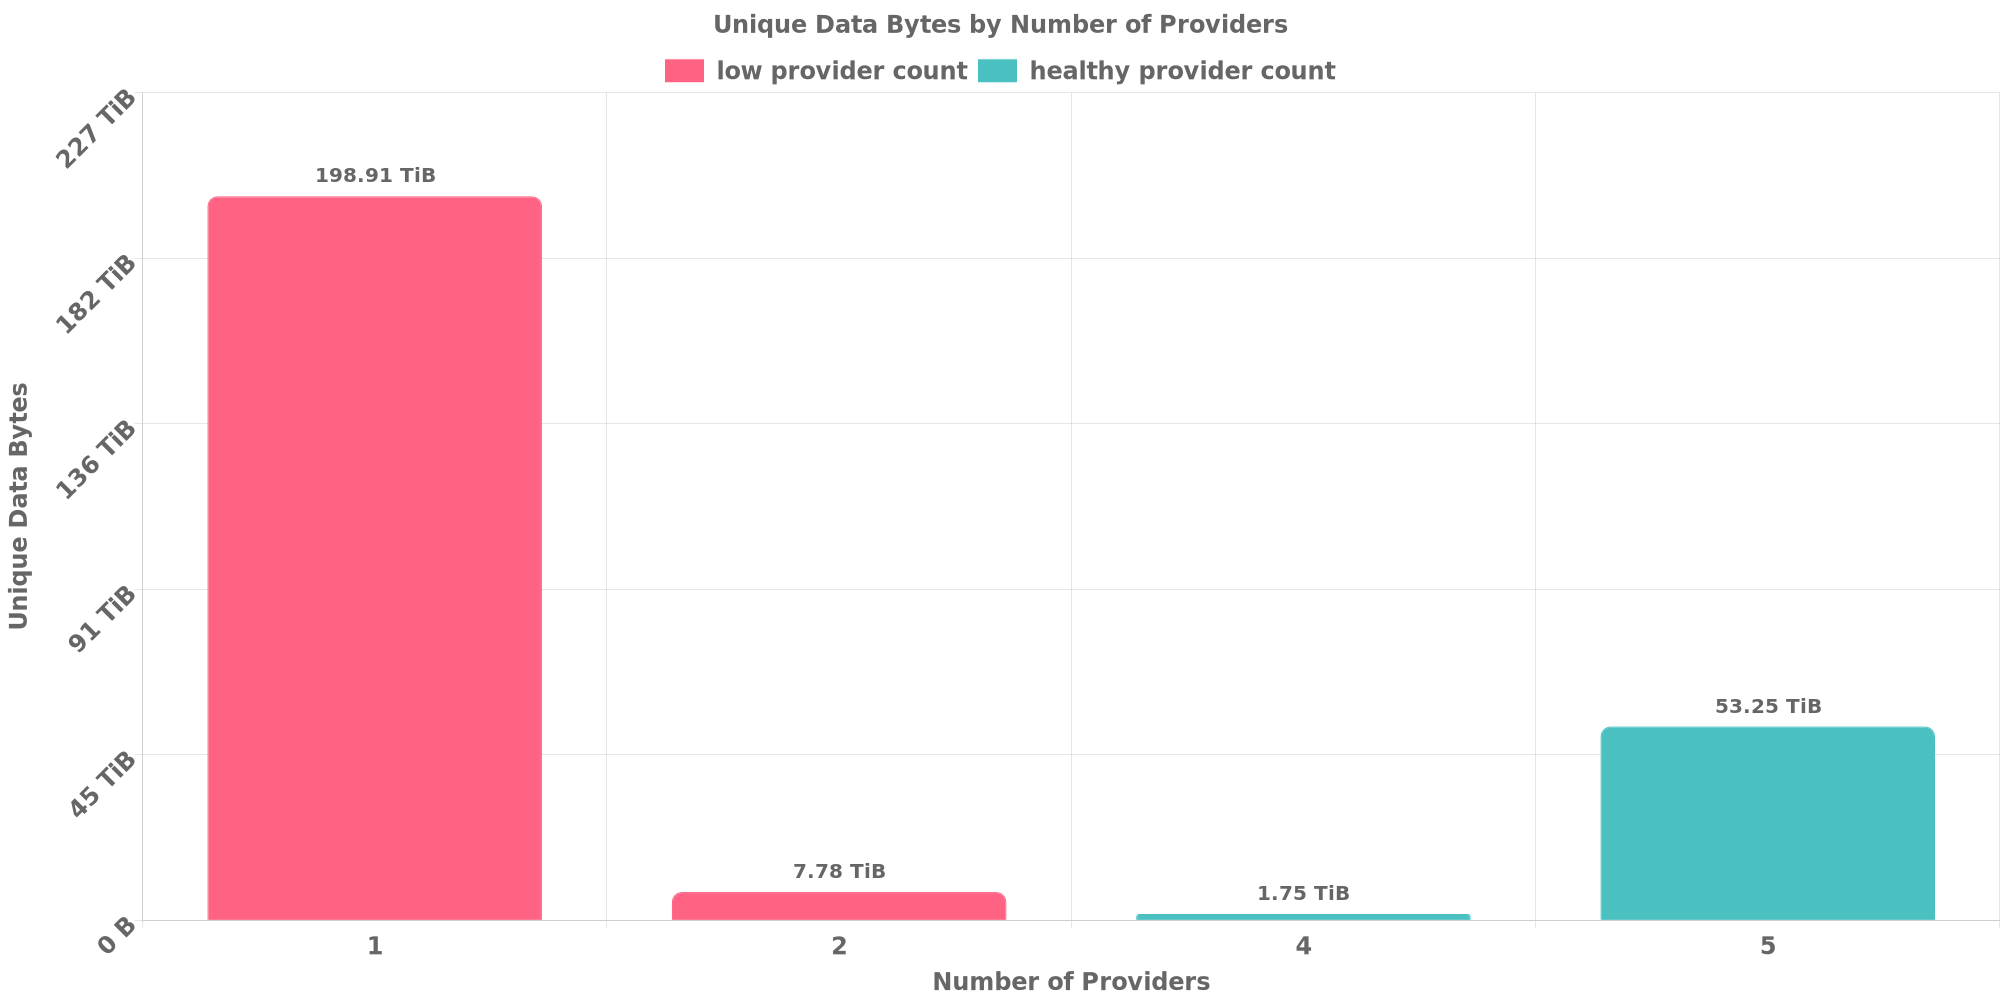 Unique Data Bytes by Number of Providers
low provider count healthy provider count
227 TiB
182 TiB
136 TiB
91 TiB
45 TiB
0 B
Unique Data Bytes
198.91 TiB
7.78 TiB
1.75 TiB
53.25 TiB
1 2 4 5
Number of Providers